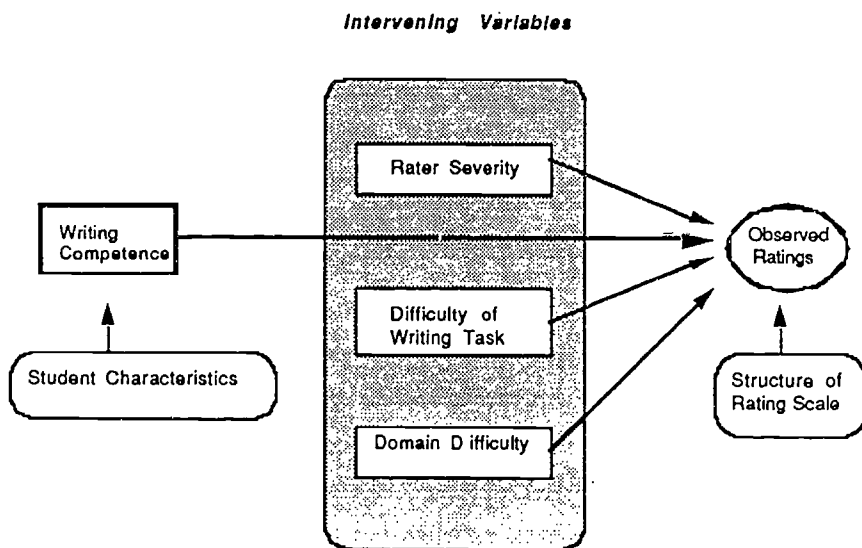 Intervening Variables
Rater Severity
Writing
Competence
Observed
Ratings
Difficulty of
Writing Task
Student Characteristics
Structure of
Rating Scale
Domain D ifficulty